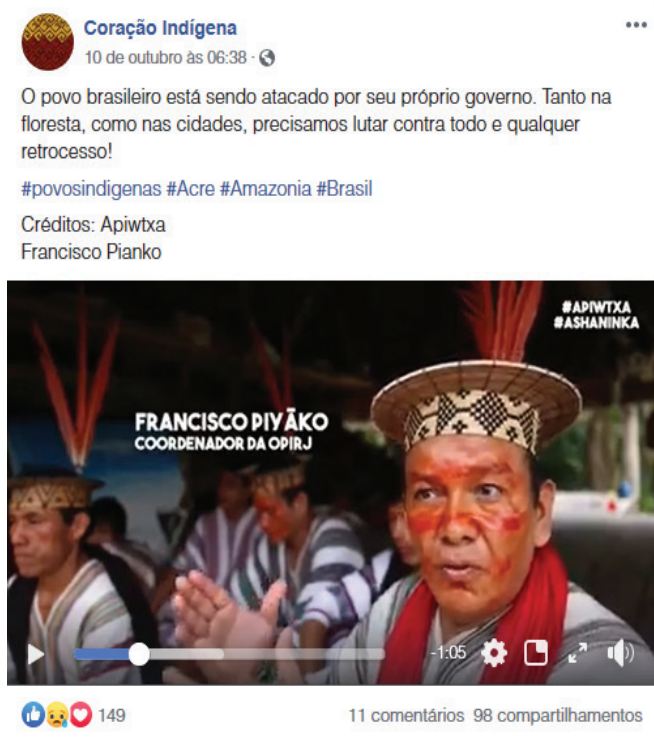 Coração Indígena
10 de outubro às 06:38 ·
O povo brasileiro está sendo atacado por seu próprio governo. Tanto na
floresta, como nas cidades, precisamos lutar contra todo e qualquer
retrocesso!
#povosindigenas #Acre #Amazonia #Brasil
Créditos: Apiwtxa
Francisco Pianko
#APIWTXA
#ASHANINKA
FRANCISCO PIYÃKO
COORDENADOR DA OPIRJ
-1:05
149
11 comentários 98 compartilhamentos